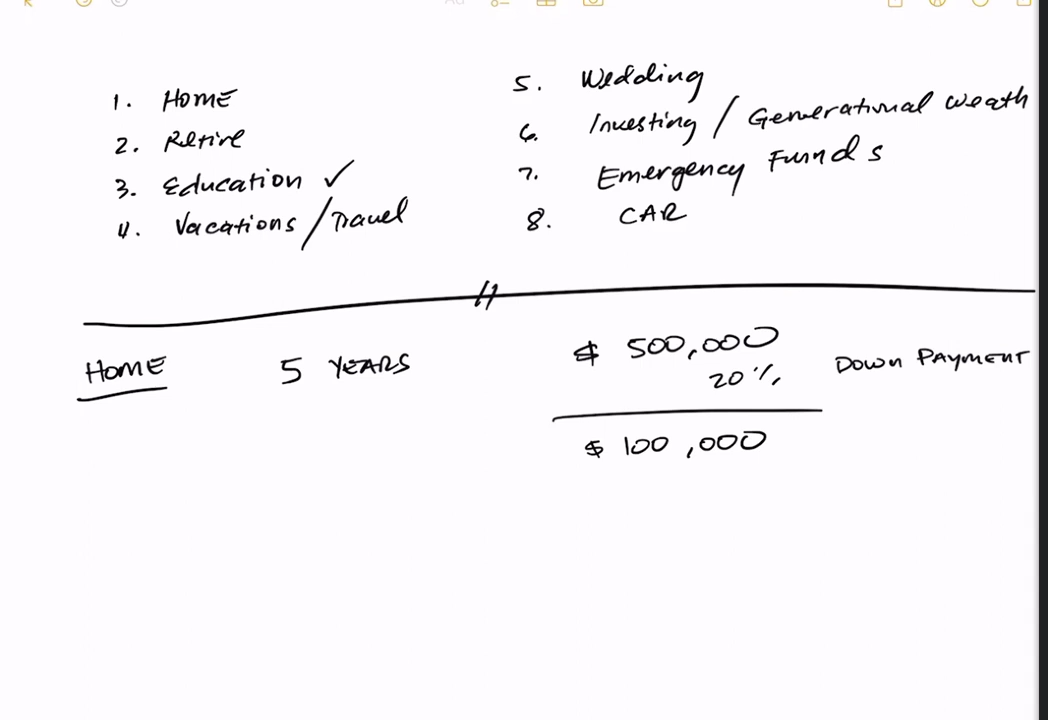 1. HOME
2. Retire
3. Education ✓
4. Vacations / Travel
5. Wedding
6. Investing / Generational Weath
7. Emergency Funds
8. CAR
HOME 5 YEARS $ 500,000 DOWN PAYMENT
20%
$ 100,000